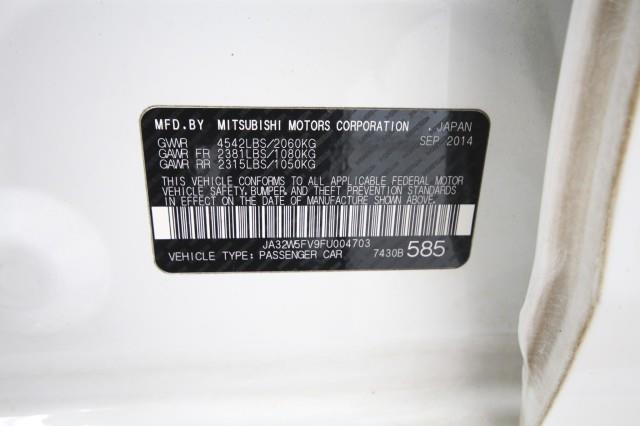 MFD.BY MITSUBISHI MOTORS CORPORATION , JAPAN
GVWR 4542LBS/2060KG SEP 2014
GAWR FR 2381LBS/1080KG
GAWR RR 2315LBS/1050KG
THIS VEHICLE CONFORMS TO ALL APPLICABLE FEDERAL MOTOR
VEHICLE SAFETY,BUMPER,AND THEFT PREVENTION STANDARDS
IN EFFECT ON THE DATE OF MANUFACTURE SHOWN ABOVE.
JA32W5FV9FU004703
VEHICLE TYPE: PASSENGER CAR 7430B 585